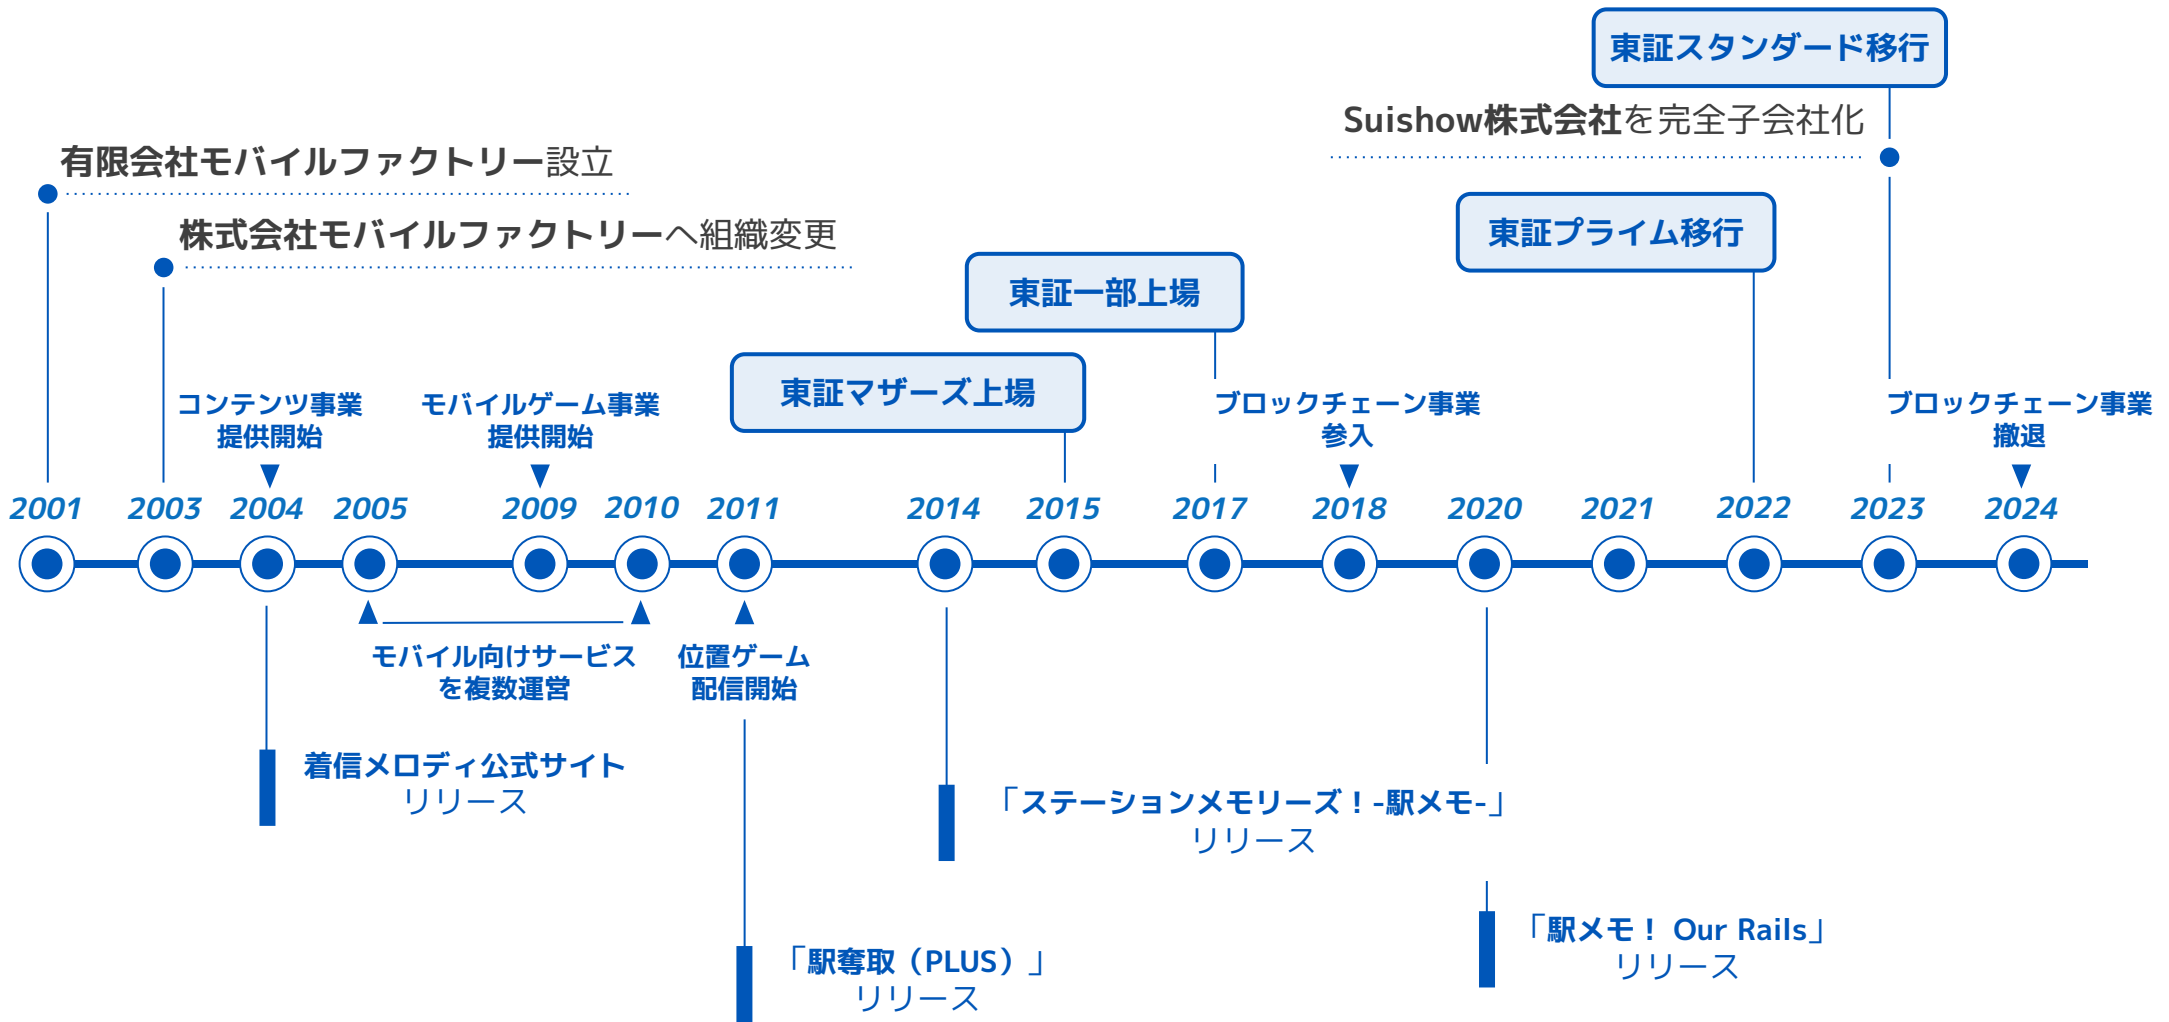 東証スタンダード移行
Suishow株式会社を完全子会社化
有限会社モバイルファクトリー設立
東証プライム移行
株式会社モバイルファクトリーへ組織変更
東証一部上場
東証マザーズ上場
コンテンツ事業
提供開始
モバイルゲーム事業
提供開始
ブロックチェーン事業
参入
ブロックチェーン事業
撤退
2001 2003 2004 2005 2009 2010 2011 2014 2015 2017 2018 2020 2021 2022 2023 2024
モバイル向けサービス
を複数運営
位置ゲーム
配信開始
着信メロディ公式サイト
リリース
「ステーションメモリーズ！-駅メモ-」
リリース
「駅メモ！ Our Rails」
リリース
「駅奪取（PLUS）」
リリース